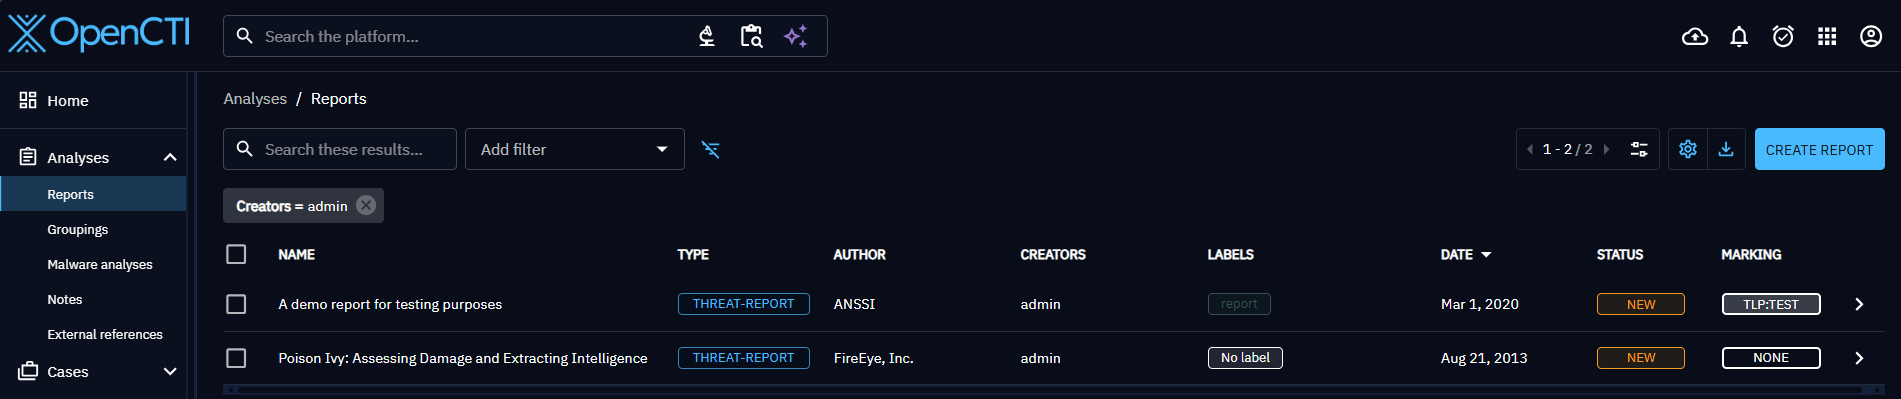 OpenCTI
Search the platform...
Home
Analyses
Reports
Groupings
Malware analyses
Notes
External references
Cases
Analyses / Reports
Search these results...
Add filter
1 - 2 / 2
CREATE REPORT
Creators = admin
NAME TYPE AUTHOR CREATORS LABELS DATE STATUS MARKING
A demo report for testing purposes THREAT-REPORT ANSSI admin report Mar 1, 2020 NEW TLP:TEST
Poison Ivy: Assessing Damage and Extracting Intelligence THREAT-REPORT FireEye, Inc. admin No label Aug 21, 2013 NEW NONE